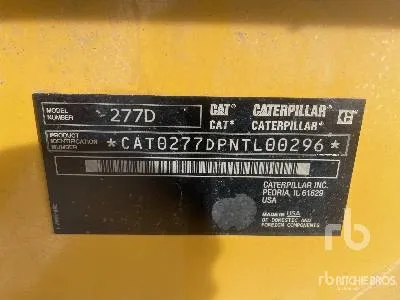 MODEL NUMBER 277D CAT CATERPILLAR
CAT* CATERPILLAR*
PRODUCT IDENTIFICATION NUMBER *CAT0277DPNTL00296*
CATERPILLAR INC.
PEORIA, IL 61629
USA
MADE IN USA
OF DOMESTIC AND
FOREIGN COMPONENTS
rb
rb
RITCHIE BROS.